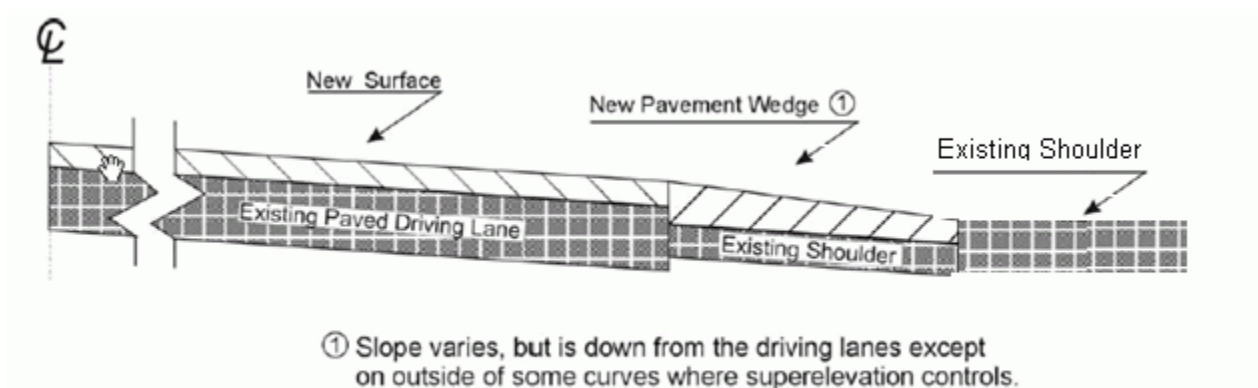 ℄
New Surface
New Pavement Wedge ①
Existing Shoulder
Existing Paved Driving Lane
Existing Shoulder
① Slope varies, but is down from the driving lanes except
on outside of some curves where superelevation controls.